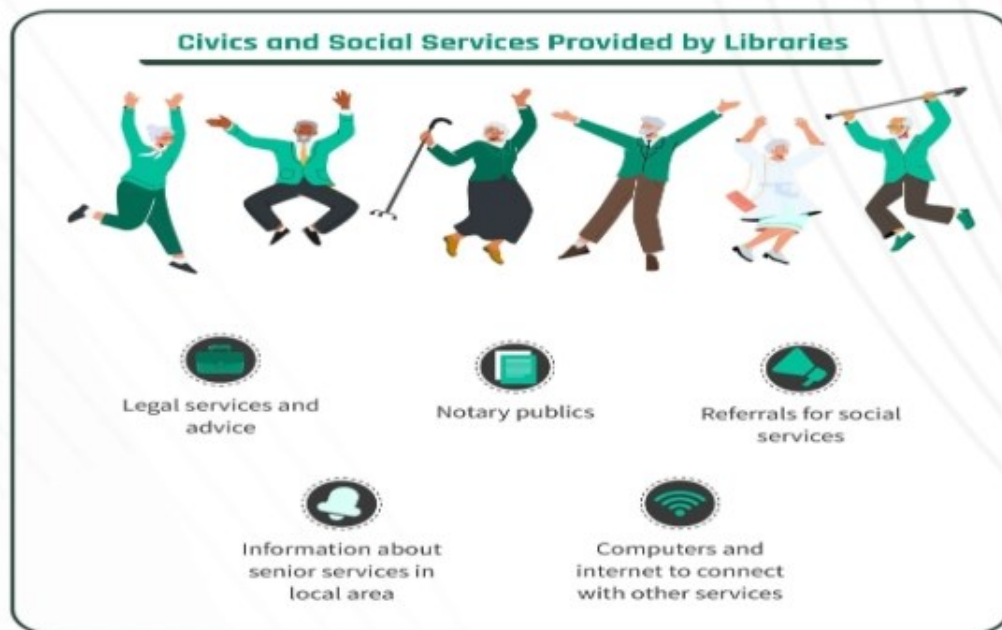 Civics and Social Services Provided by Libraries
Legal services and
advice
Notary publics
Referrals for social
services
Information about
senior services in
local area
Computers and
internet to connect
with other services